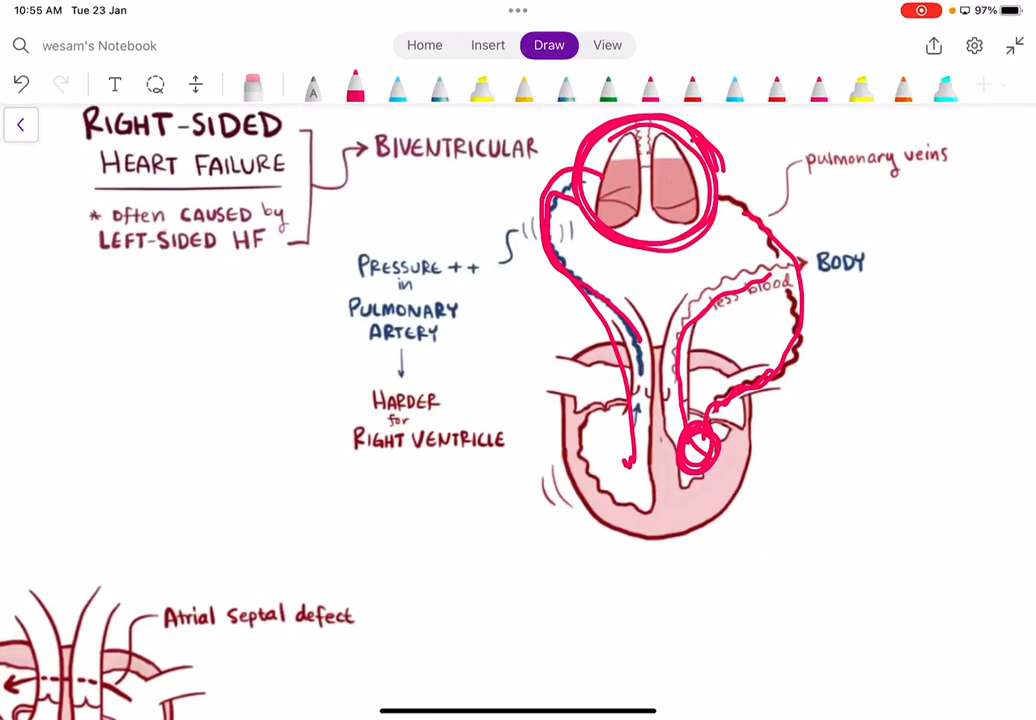 10:55 AM Tue 23 Jan
97%
wesam's Notebook
Home
Insert
Draw
View
T
A
RIGHT-SIDED
HEART FAILURE
* often CAUSED by
LEFT-SIDED HF
BIVENTRICULAR
pulmonary veins
BODY
less blood
PRESSURE ++
in
PULMONARY
ARTERY
HARDER
for
RIGHT VENTRICLE
Atrial Septal defect